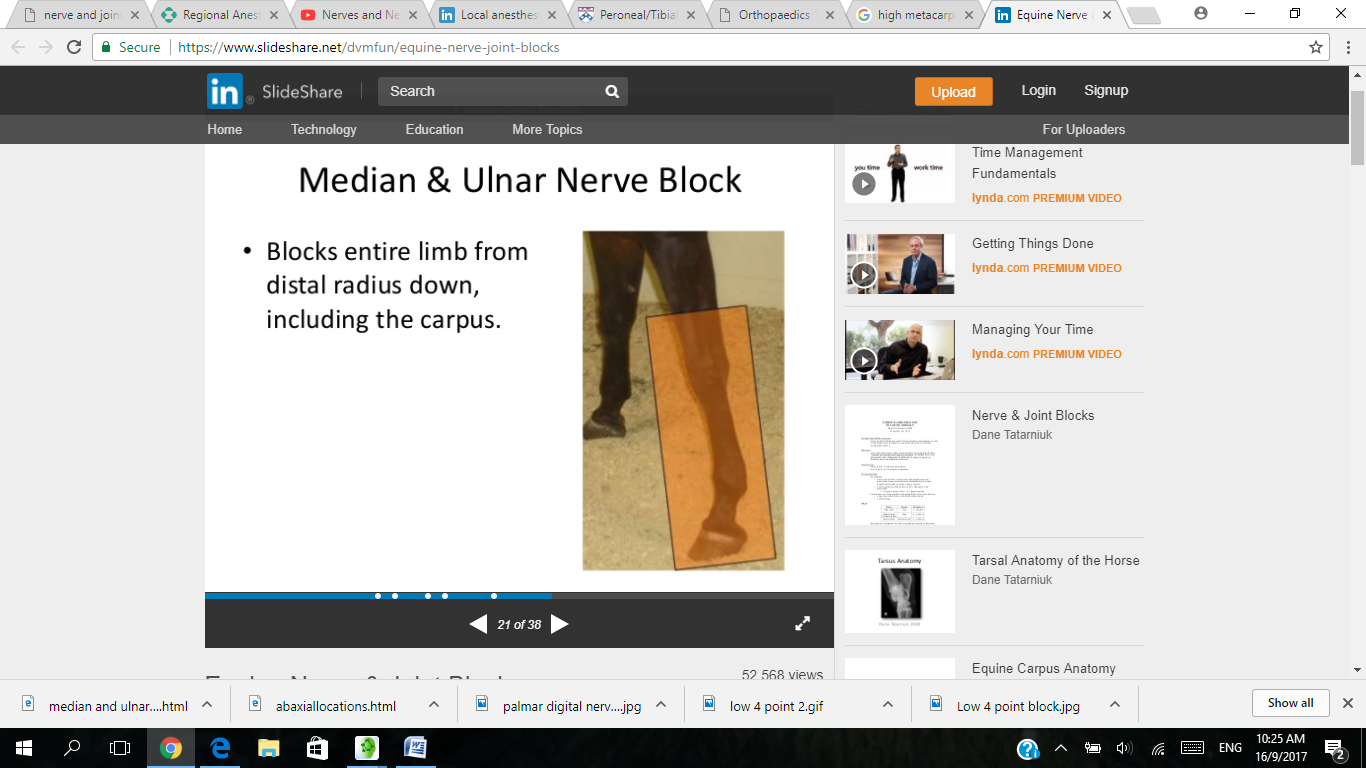 nerve and join
Regional Anest
Nerves and Ne
Local anesthes
Peroneal/Tibia
Orthopaedics
high metacarp
Equine Nerve
Secure
https://www.slideshare.net/dvmfun/equine-nerve-joint-blocks
in SlideShare
Search
Upload
Login
Signup
Home
Technology
Education
More Topics
For Uploaders
Median & Ulnar Nerve Block
• Blocks entire limb from
distal radius down,
including the carpus.
21 of 38
52,568 views
you time
work time
Time Management
Fundamentals
lynda.com PREMIUM VIDEO
Getting Things Done
lynda.com PREMIUM VIDEO
Managing Your Time
lynda.com PREMIUM VIDEO
Nerve & Joint Blocks
Dane Tatarniuk
Tarsus Anatomy
Tarsal Anatomy of the Horse
Dane Tatarniuk
Equine Carpus Anatomy
median and ulnar....html
abaxiallocations.html
palmar digital nerv....jpg
low 4 point 2.gif
Low 4 point block.jpg
Show all
ENG
10:25 AM
16/9/2017
2